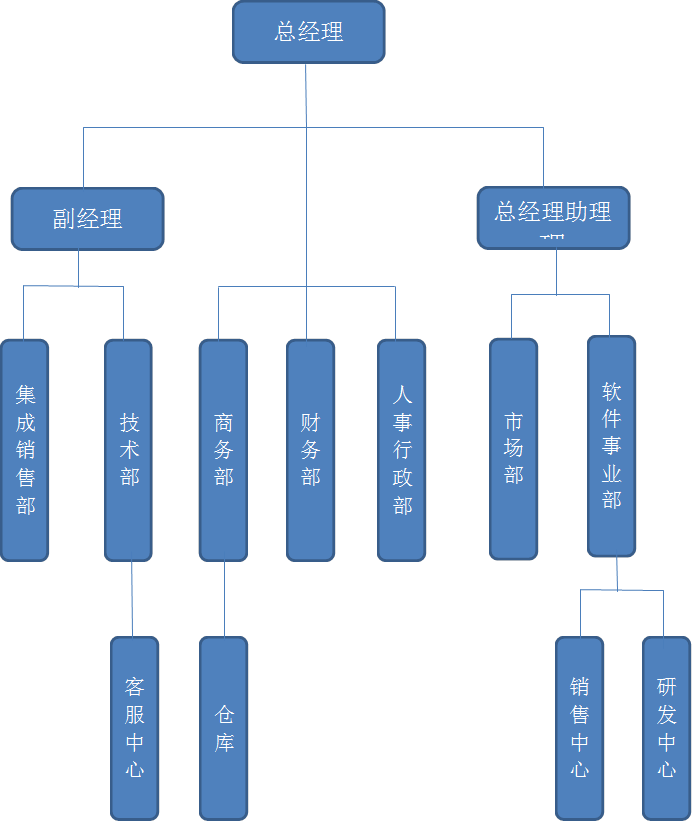 总经理
副经理
总经理助理
集成销售部
技术部
商务部
财务部
人事行政部
市场部
软件事业部
客服中心
仓库
销售中心
研发中心